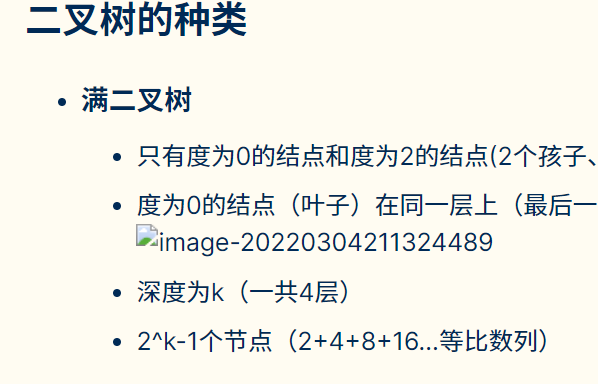 二叉树的种类
满二叉树
只有度为0的结点和度为2的结点(2个孩子、
度为0的结点（叶子）在同一层上（最后一
image-20220304211324489
深度为k（一共4层）
2^k-1个节点（2+4+8+16...等比数列）